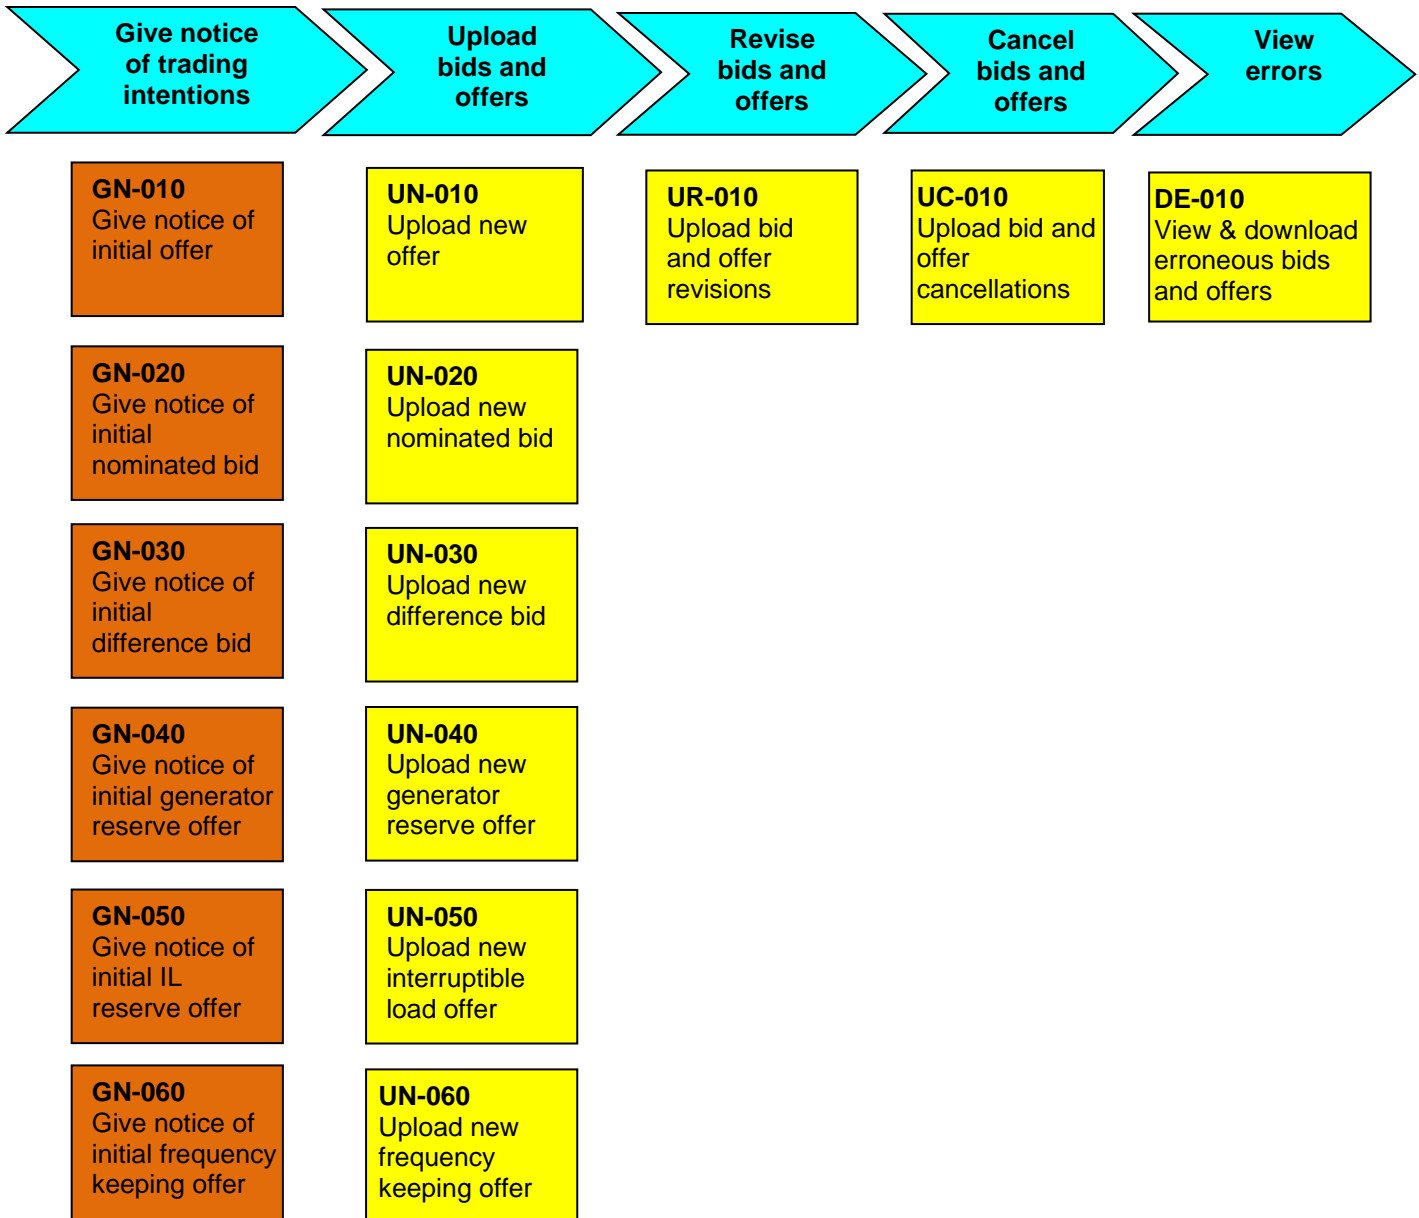 Give notice
of trading
intentions
Upload
bids and
offers
Revise
bids and
offers
Cancel
bids and
offers
View
errors
GN-010
Give notice of
initial offer
UN-010
Upload new
offer
UR-010
Upload bid
and offer
revisions
UC-010
Upload bid and
offer
cancellations
DE-010
View & download
erroneous bids
and offers
GN-020
Give notice of
initial
nominated bid
UN-020
Upload new
nominated bid
GN-030
Give notice of
initial
difference bid
UN-030
Upload new
difference bid
GN-040
Give notice of
initial generator
reserve offer
UN-040
Upload new
generator
reserve offer
GN-050
Give notice of
initial IL
reserve offer
UN-050
Upload new
interruptible
load offer
GN-060
Give notice of
initial frequency
keeping offer
UN-060
Upload new
frequency
keeping offer